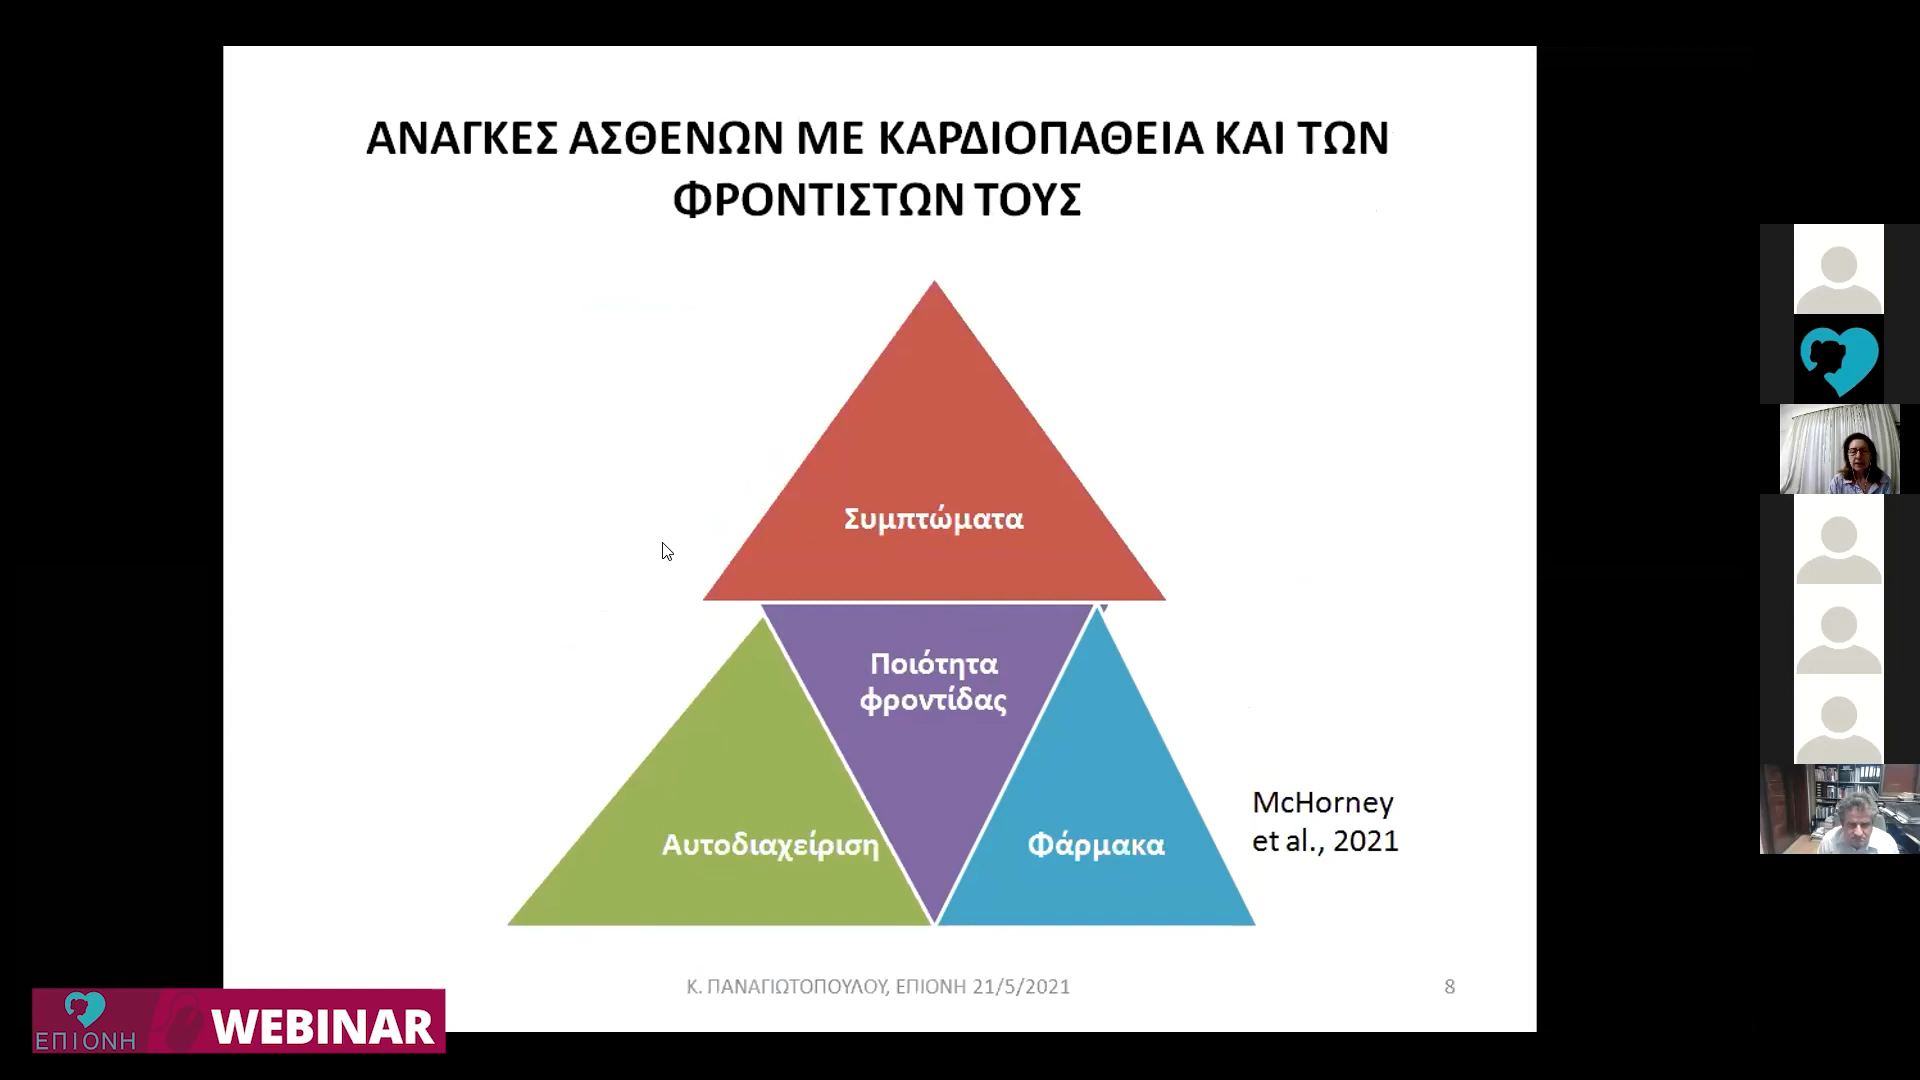 ΑΝΑΓΚΕΣ ΑΣΘΕΝΩΝ ΜΕ ΚΑΡΔΙΟΠΑΘΕΙΑ ΚΑΙ ΤΩΝ
ΦΡΟΝΤΙΣΤΩΝ ΤΟΥΣ
Συμπτώματα
Ποιότητα
φροντίδας
Αυτοδιαχείριση
Φάρμακα
McHorney
et al., 2021
Κ. ΠΑΝΑΓΙΩΤΟΠΟΥΛΟΥ, ΕΠΙΟΝΗ 21/5/2021
8
ΕΠΙΟΝΗ
WEBINAR